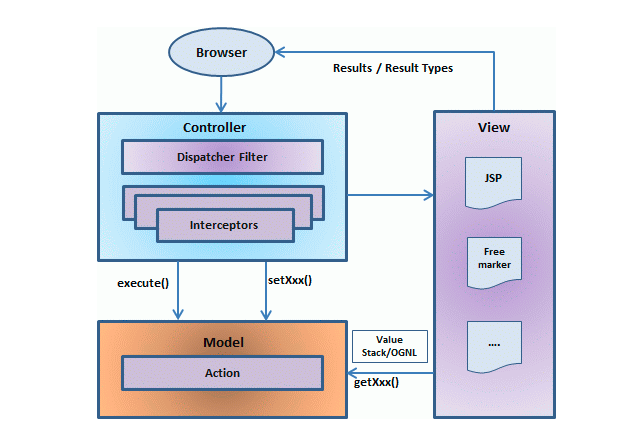 Browser
Results / Result Types
Controller
Dispatcher Filter
Interceptors
View
JSP
Free
marker
....
execute()
setXxx()
Model
Action
Value
Stack/OGNL
getXxx()